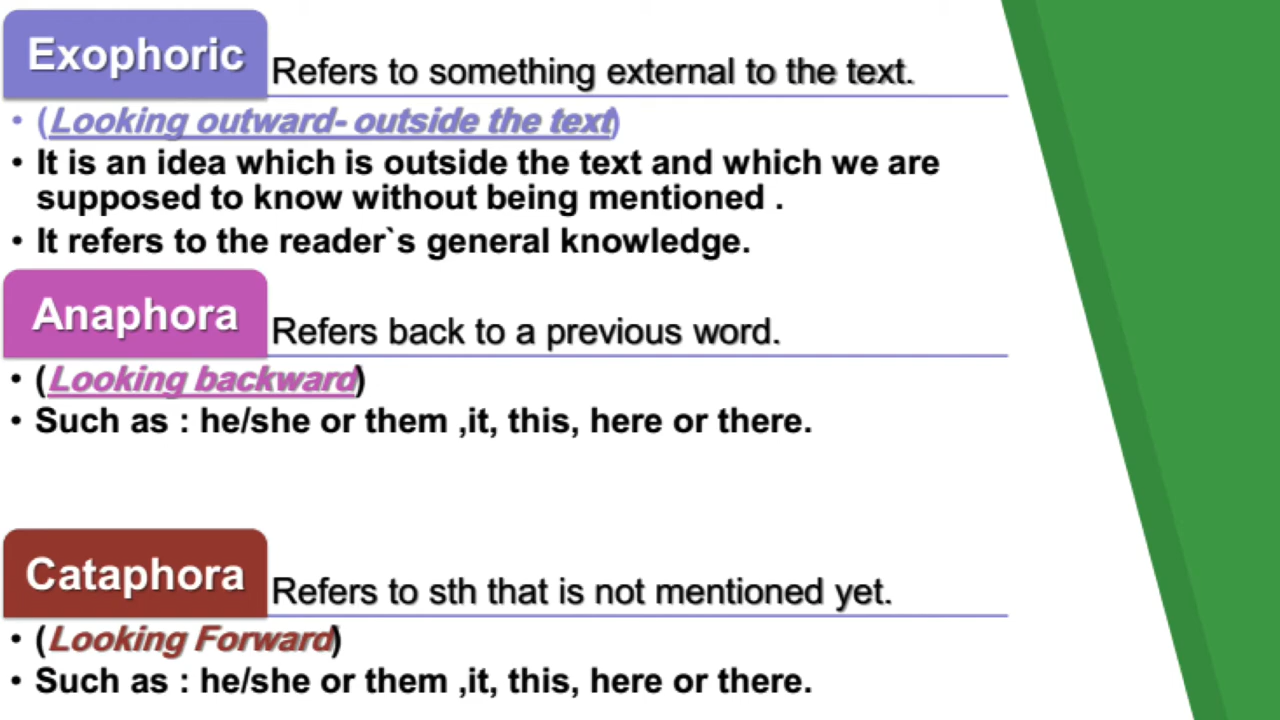 Exophoric
Refers to something external to the text.
• (Looking outward- outside the text)
• It is an idea which is outside the text and which we are
supposed to know without being mentioned .
• It refers to the reader`s general knowledge.
Anaphora
Refers back to a previous word.
• (Looking backward)
• Such as : he/she or them ,it, this, here or there.
Cataphora
Refers to sth that is not mentioned yet.
• (Looking Forward)
• Such as : he/she or them ,it, this, here or there.